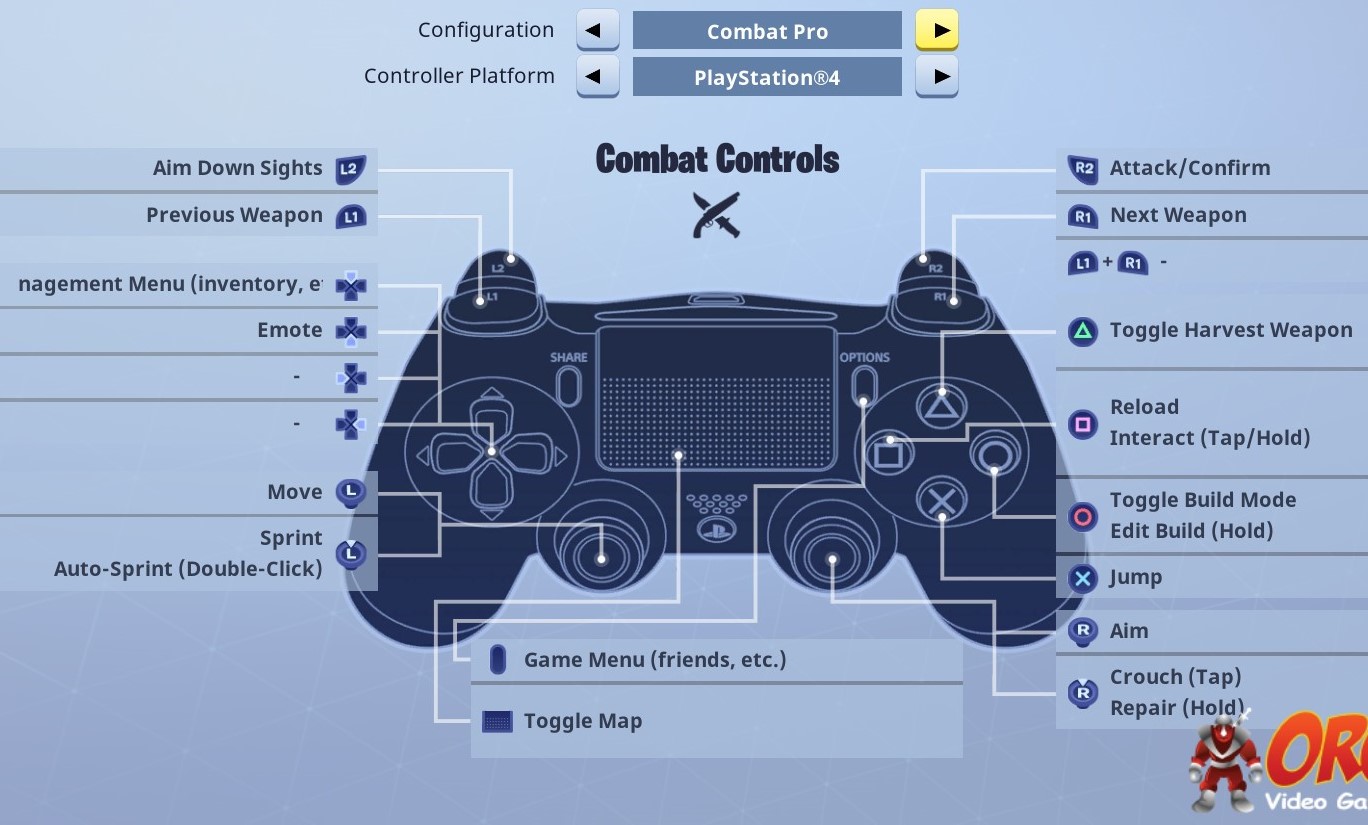 Configuration
Combat Pro
Controller Platform
PlayStation®4
Combat Controls
Aim Down Sights L2
Previous Weapon L1
nagement Menu (inventory,
Emote
-
-
Move L
Sprint
Auto-Sprint (Double-Click) L
L2
L1
SHARE
OPTIONS
R2
R1
R2 Attack/Confirm
R1 Next Weapon
L1 + R1 -
Toggle Harvest Weapon
Reload
Interact (Tap/Hold)
Toggle Build Mode
Edit Build (Hold)
Jump
R Aim
R Crouch (Tap)
Repair (Hold)
Game Menu (friends, etc.)
Toggle Map
Video